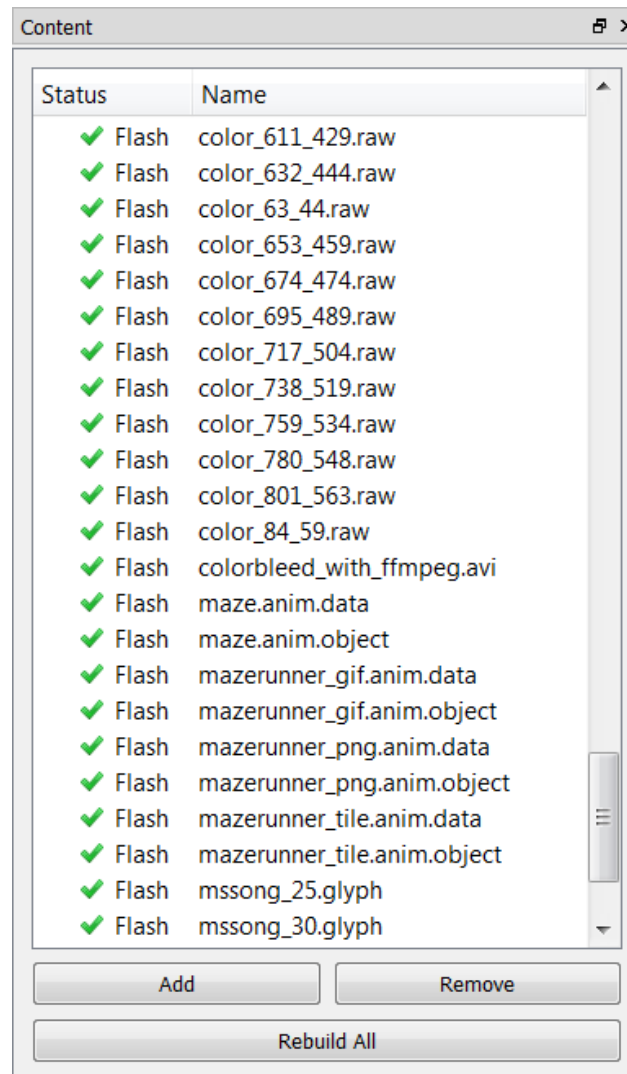 Content
Status Name
Flash color_611_429.raw
Flash color_632_444.raw
Flash color_63_44.raw
Flash color_653_459.raw
Flash color_674_474.raw
Flash color_695_489.raw
Flash color_717_504.raw
Flash color_738_519.raw
Flash color_759_534.raw
Flash color_780_548.raw
Flash color_801_563.raw
Flash color_84_59.raw
Flash colorbleed_with_ffmpeg.avi
Flash maze.anim.data
Flash maze.anim.object
Flash mazerunner_gif.anim.data
Flash mazerunner_gif.anim.object
Flash mazerunner_png.anim.data
Flash mazerunner_png.anim.object
Flash mazerunner_tile.anim.data
Flash mazerunner_tile.anim.object
Flash mssong_25.glyph
Flash mssong_30.glyph
Add Remove
Rebuild All